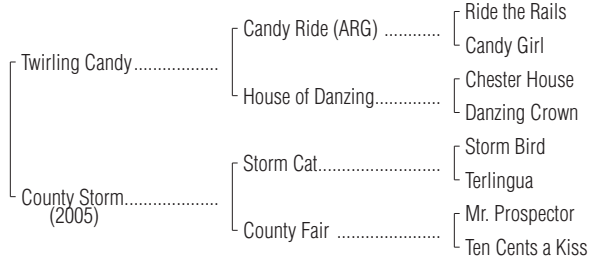 Ride the Rails
Candy Ride (ARG) ............
Candy Girl
Twirling Candy..................
Chester House
House of Danzing..............
Danzing Crown
Storm Bird
Storm Cat.........................
Terlingua
County Storm....................
(2005)
Mr. Prospector
County Fair .....................
Ten Cents a Kiss